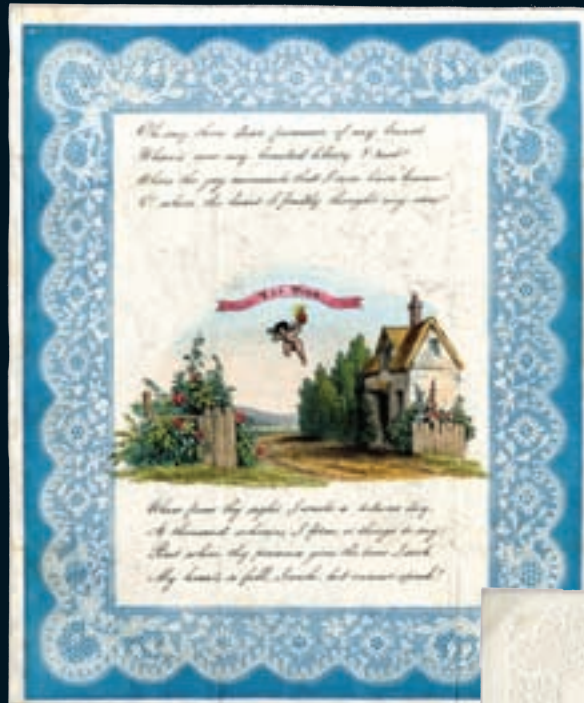 Oh say thou dear possessor of my breast
Where's now my boasted liberty & rest
Where the gay moments that I once have known
O where the heart I fondly thought my own

When from thy sight I waste a tedious day
A thousand schemes I form, things to say
But when thy presence gives the time I seek
My heart's so full, I wish, but cannot speak!